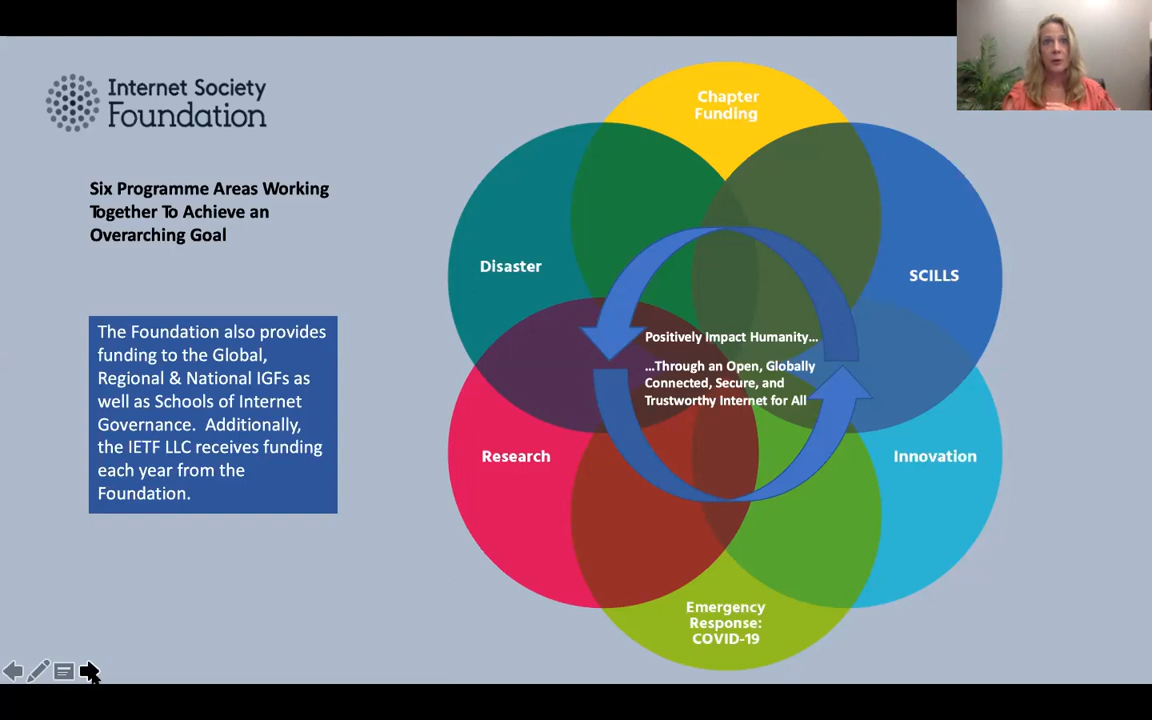 Internet Society
Foundation
Six Programme Areas Working
Together To Achieve an
Overarching Goal
The Foundation also provides
funding to the Global,
Regional & National IGFs as
well as Schools of Internet
Governance.  Additionally,
the IETF LLC receives funding
each year from the
Foundation.
Chapter
Funding
Disaster
SCILLS
Positively Impact Humanity...
...Through an Open, Globally
Connected, Secure, and
Trustworthy Internet for All
Research
Innovation
Emergency
Response:
COVID-19